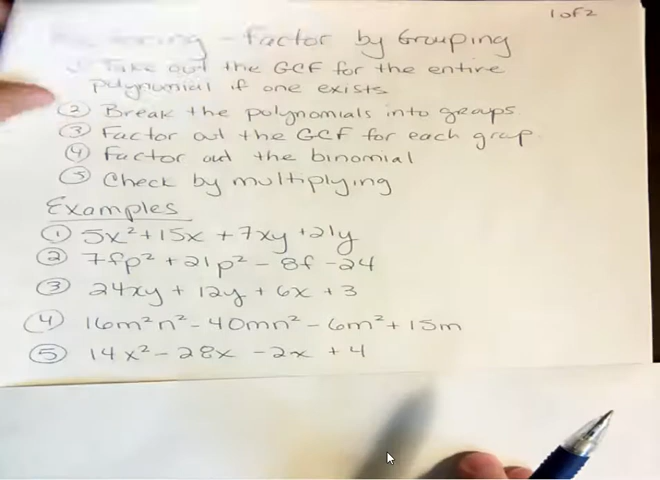 1 of 2
Factoring - Factor by Grouping
① Take out the GCF for the entire
polynomial if one exists
② Break the polynomials into groups
③ Factor out the GCF for each group
④ Factor out the binomial
⑤ Check by multiplying
Examples
① 5x² + 15x + 7xy + 21y
② 7fp² + 21p² - 8f - 24
③ 24xy + 12y + 6x + 3
④ 16m²n² - 40mn² - 6m² + 15m
⑤ 14x² - 28x - 2x + 4